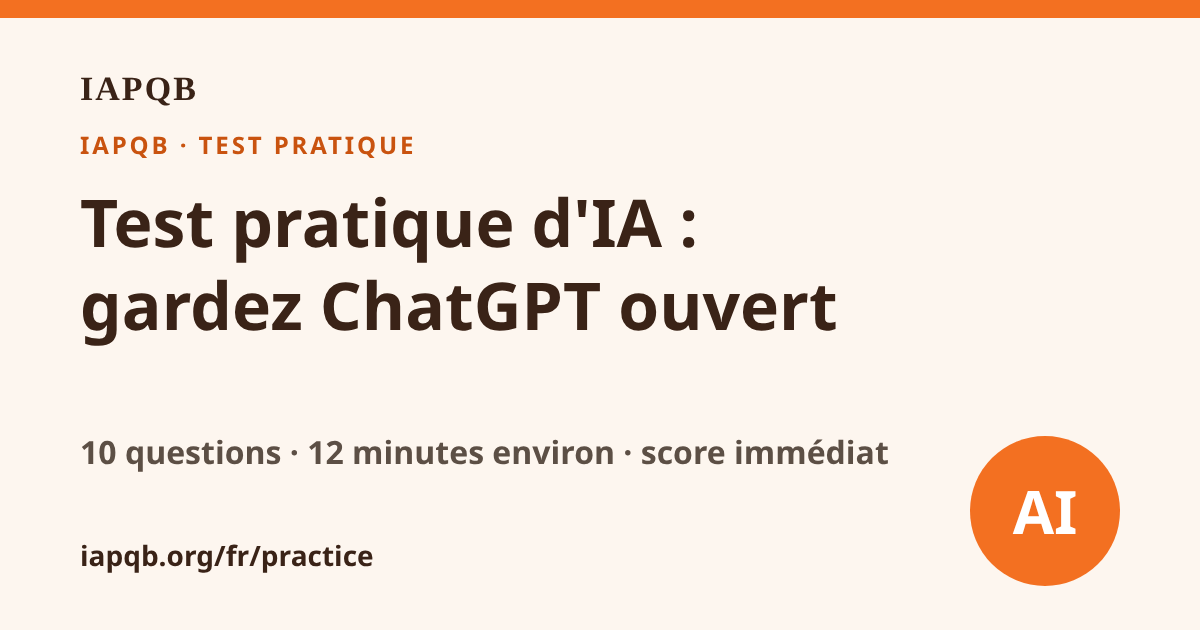 IAPQB
IAPQB · TEST PRATIQUE
Test pratique d'IA :
gardez ChatGPT ouvert
10 questions · 12 minutes environ · score immédiat
AI
iapqb.org/fr/practice